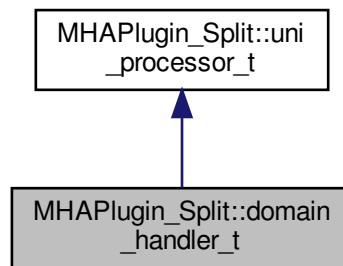 MHAPlugin_Split::uni
_processor_t
MHAPlugin_Split::domain
_handler_t